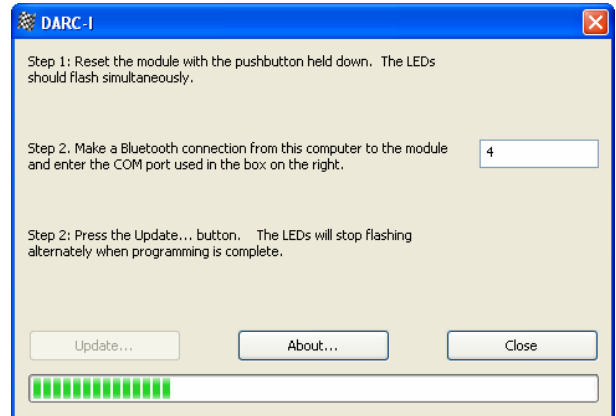 DARC-I
Step 1: Reset the module with the pushbutton held down.  The LEDs
should flash simultaneously.
Step 2. Make a Bluetooth connection from this computer to the module
and enter the COM port used in the box on the right.
4
Step 2: Press the Update... button.    The LEDs will stop flashing
alternately when programming is complete.
Update...
About...
Close